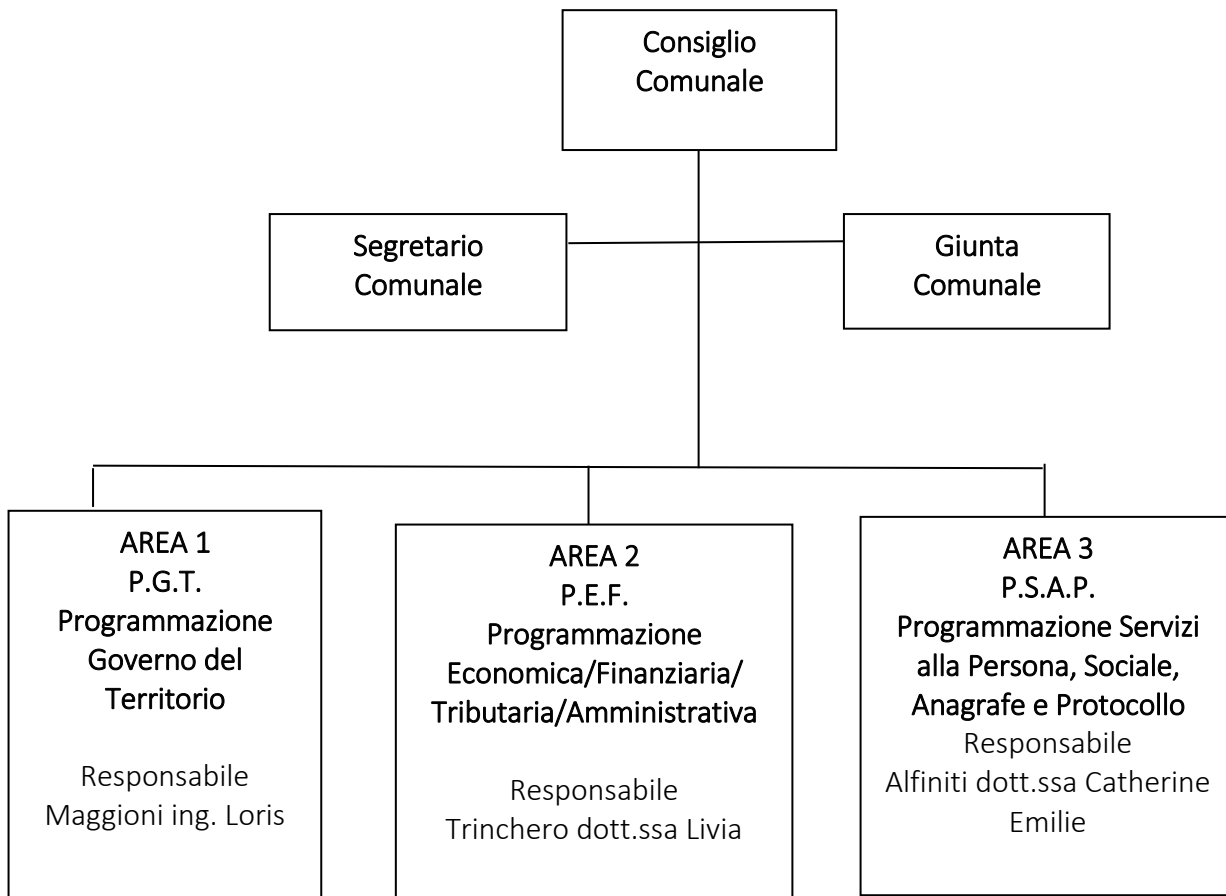 Consiglio
Comunale
Segretario
Comunale
Giunta
Comunale
AREA 1
P.G.T.
Programmazione
Governo del
Territorio
Responsabile
Maggioni ing. Loris
AREA 2
P.E.F.
Programmazione
Economica/Finanziaria/
Tributaria/Amministrativa
Responsabile
Trinchero dott.ssa Livia
AREA 3
P.S.A.P.
Programmazione Servizi
alla Persona, Sociale,
Anagrafe e Protocollo
Responsabile
Alfiniti dott.ssa Catherine
Emilie